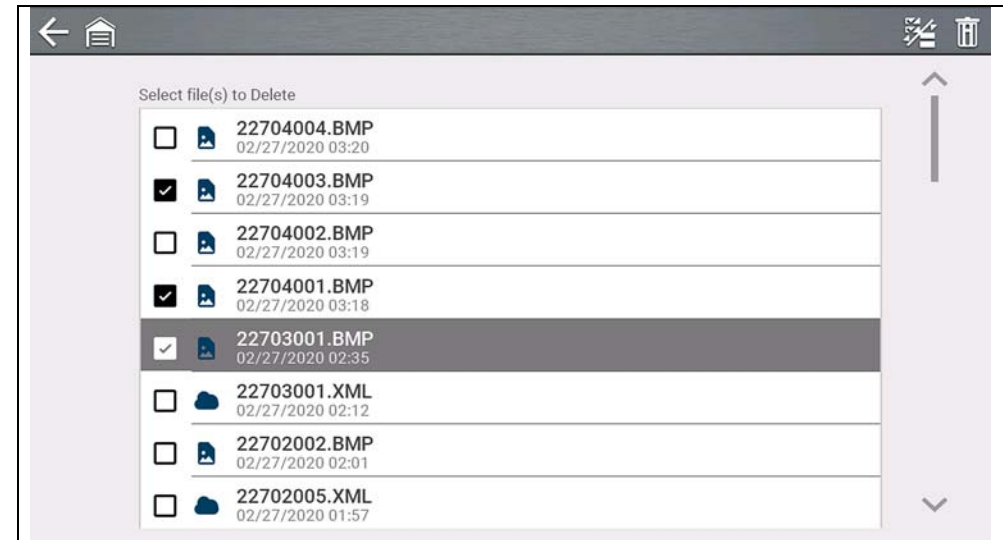 Select file(s) to Delete
22704004.BMP
02/27/2020 03:20
22704003.BMP
02/27/2020 03:19
22704002.BMP
02/27/2020 03:19
22704001.BMP
02/27/2020 03:18
22703001.BMP
02/27/2020 02:35
22703001.XML
02/27/2020 02:12
22702002.BMP
02/27/2020 02:01
22702005.XML
02/27/2020 01:57